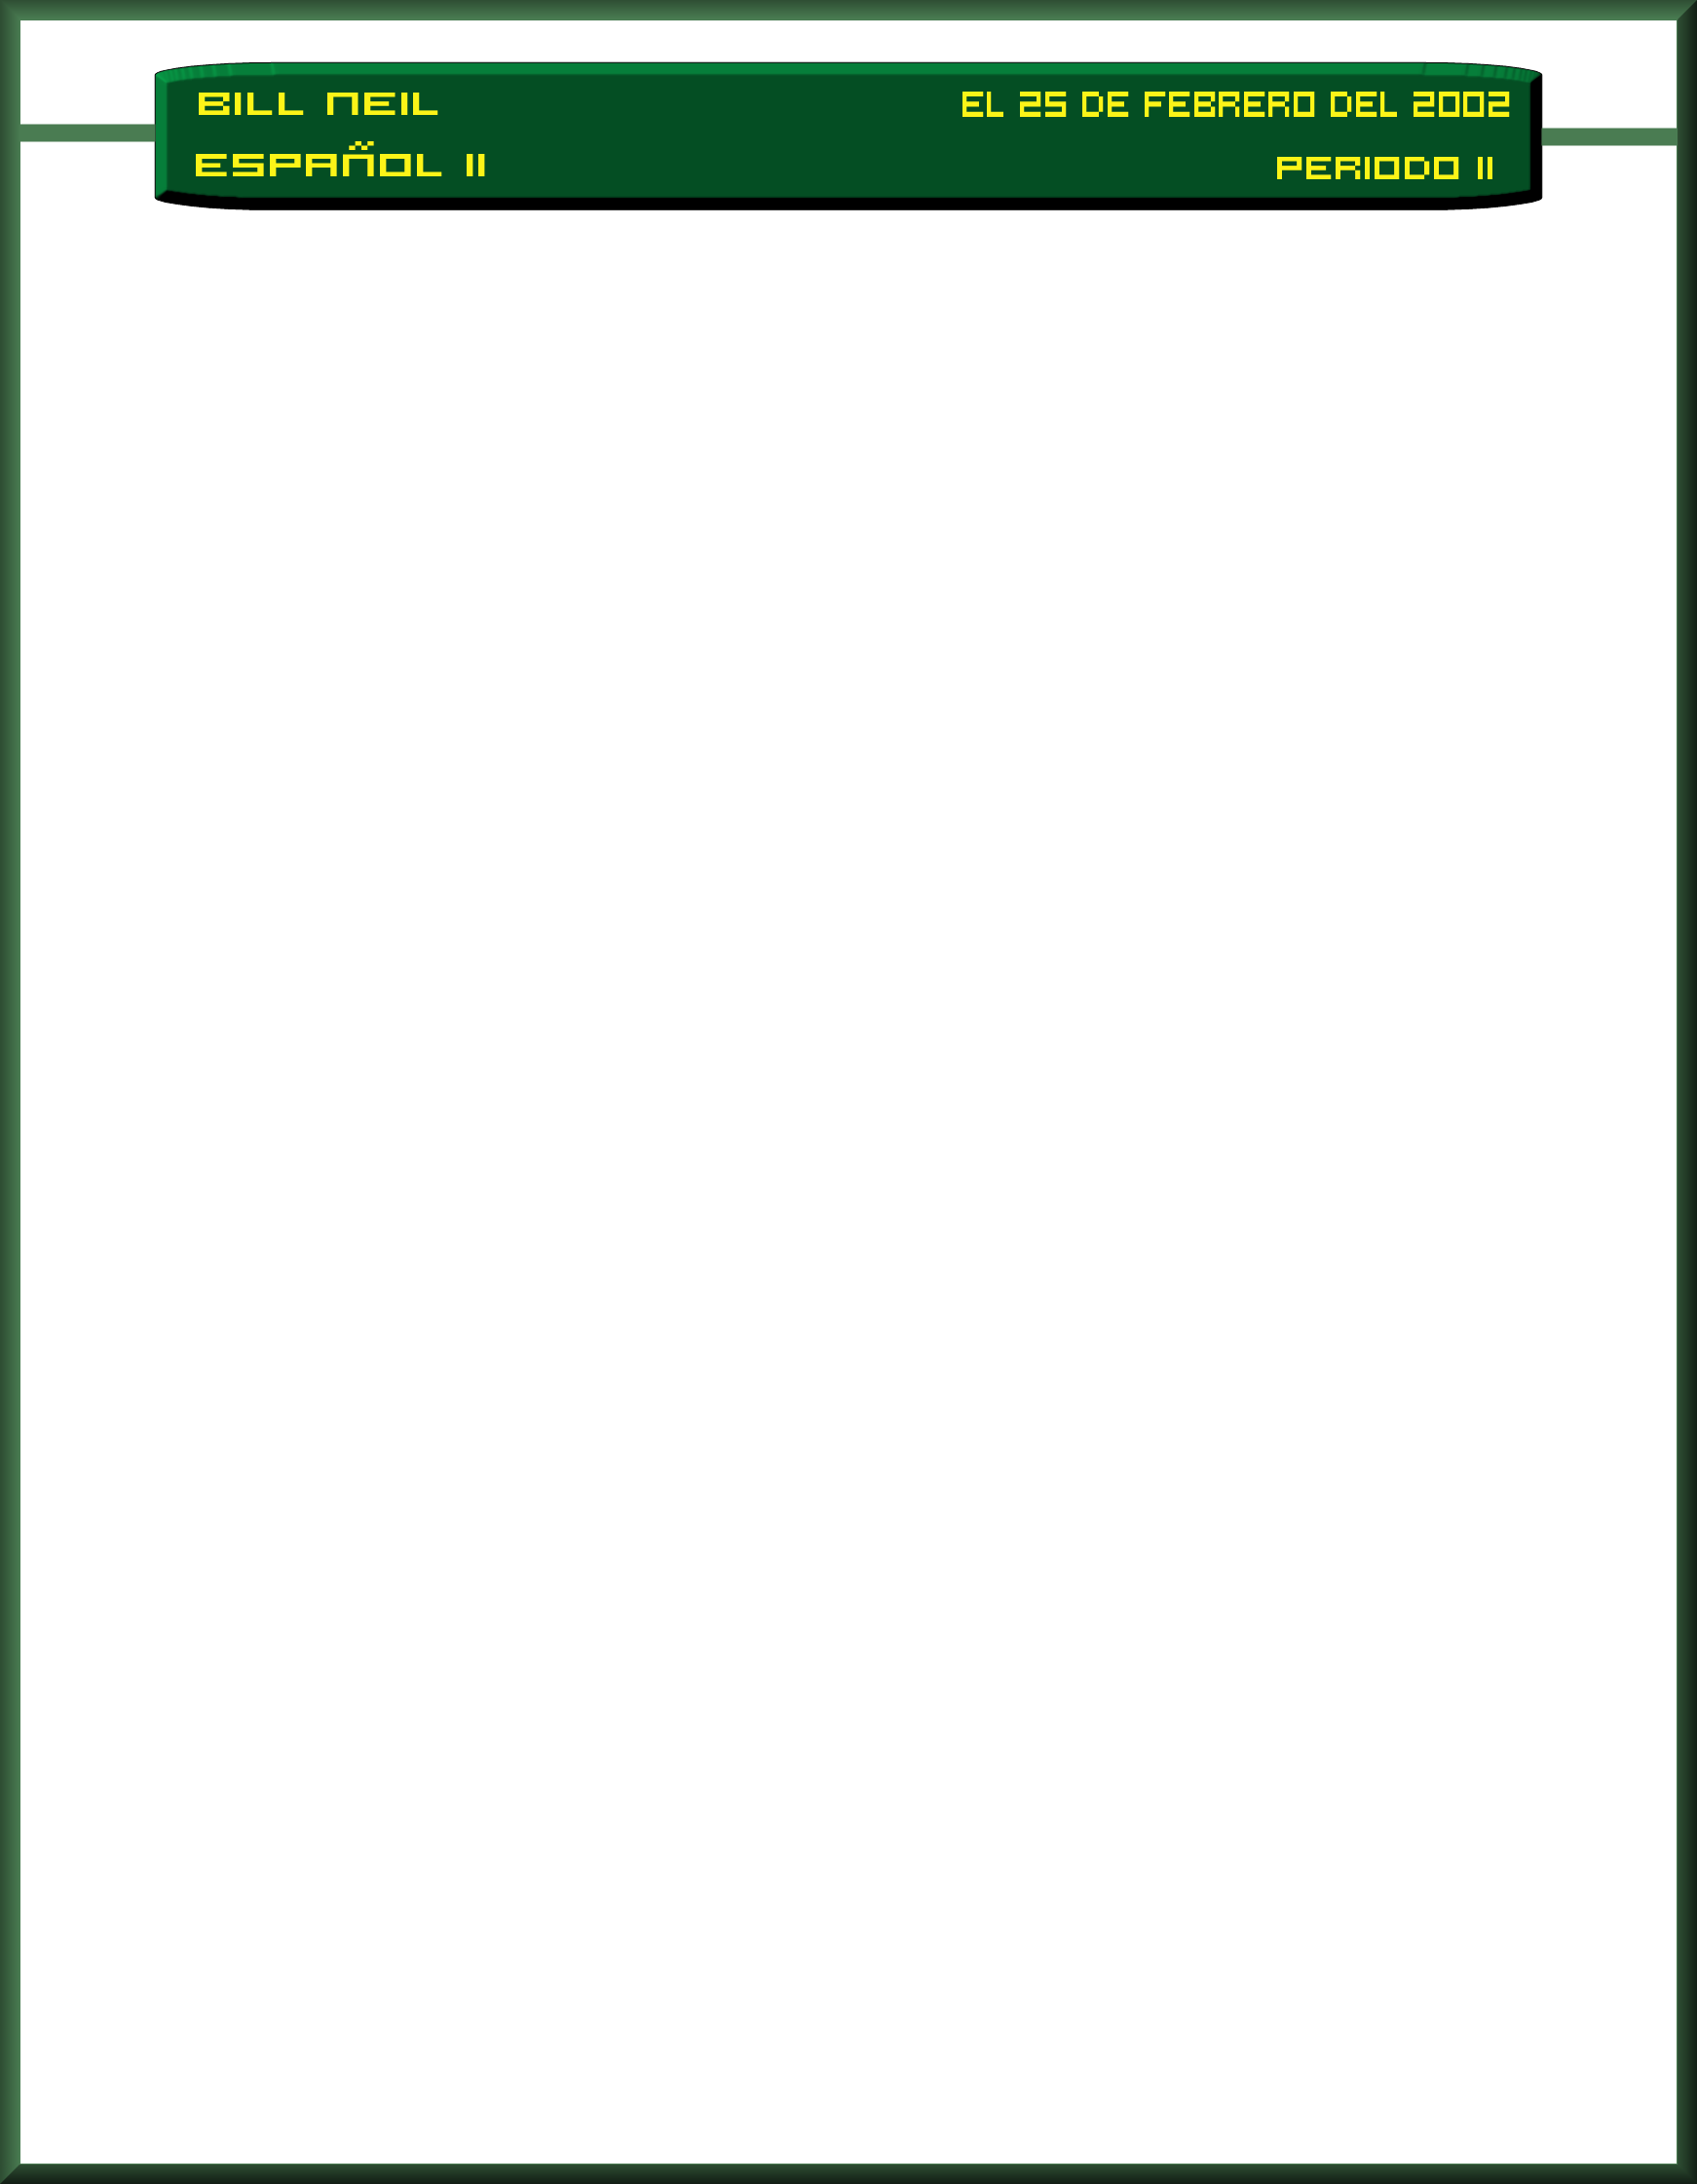 BILL NEIL
EL 25 DE FEBRERO DEL 2002
ESPAÑOL II
PERIODO II